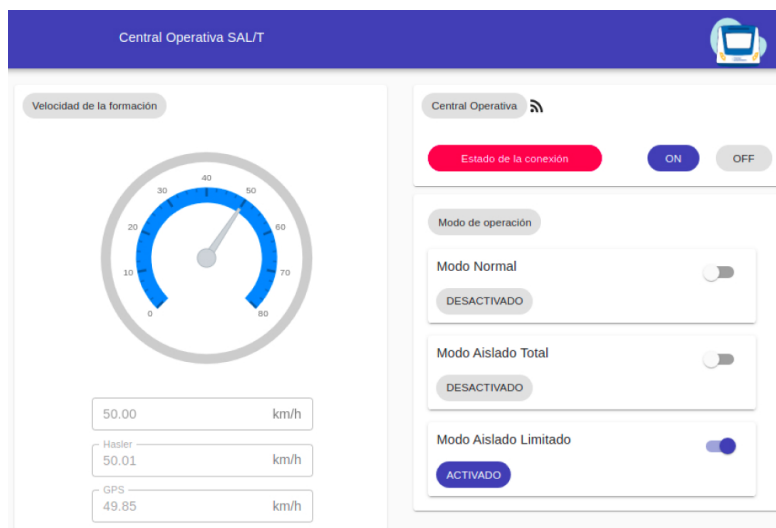 Central Operativa SAL/T
Velocidad de la formación
0
10
20
30
40
50
60
70
80
50.00 km/h
Hasler
50.01 km/h
GPS
49.85 km/h
Central Operativa
Estado de la conexión ON OFF
Modo de operación
Modo Normal
DESACTIVADO
Modo Aislado Total
DESACTIVADO
Modo Aislado Limitado
ACTIVADO